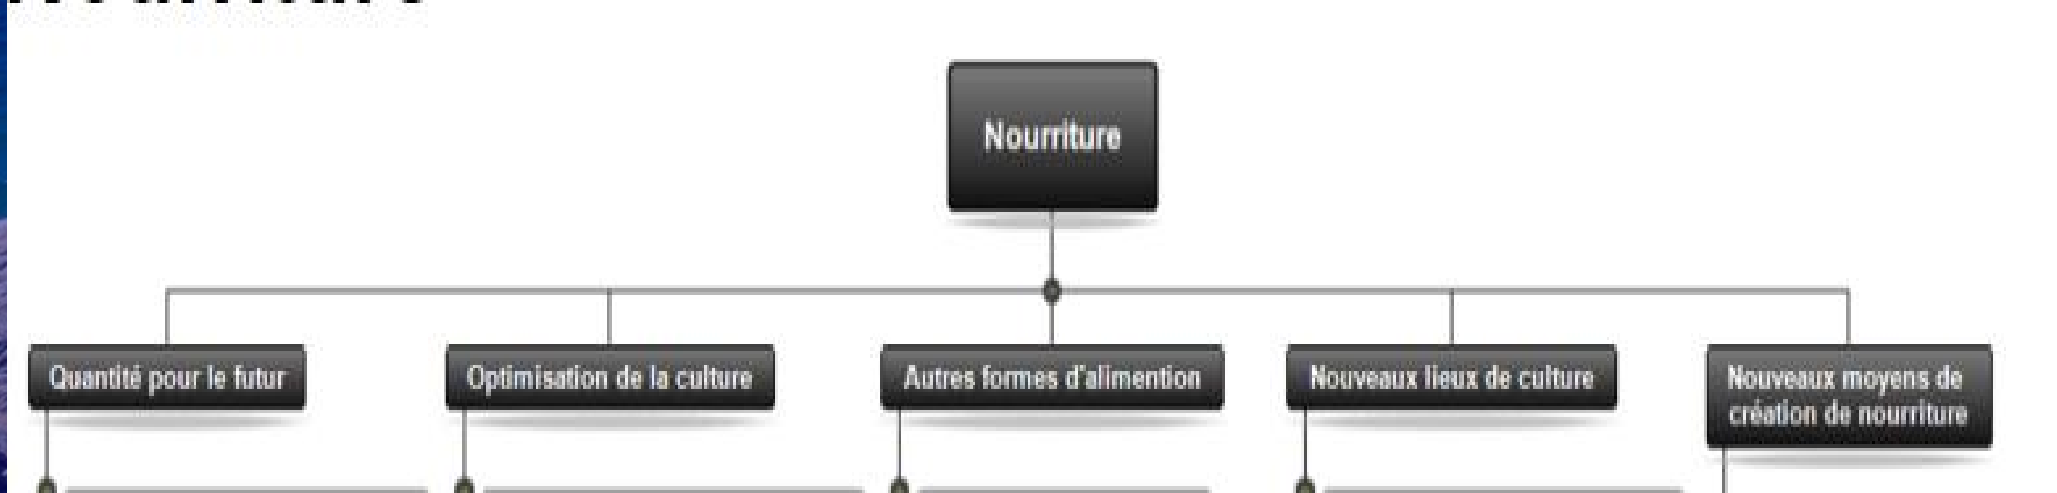 Nourriture
Quantité pour le futur
Optimisation de la culture
Autres formes d'alimention
Nouveaux lieux de culture
Nouveaux moyens de
création de nourriture